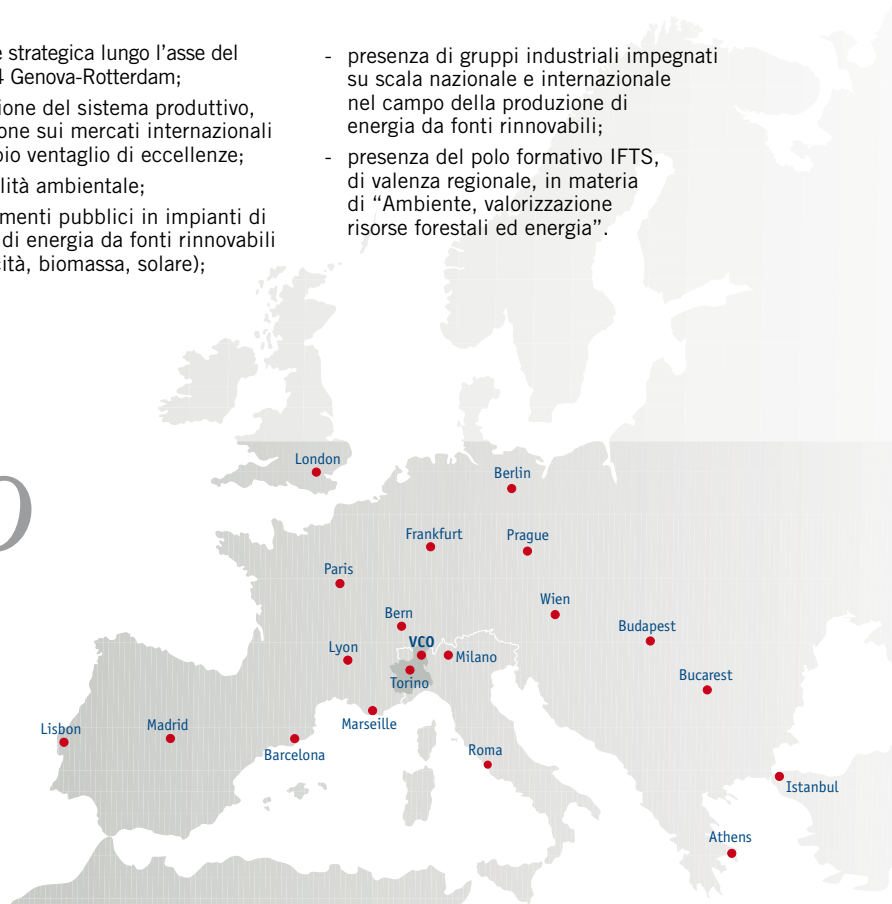 e strategica lungo l’asse del
4 Genova-Rotterdam;
ione del sistema produttivo,
one sui mercati internazionali
pio ventaglio di eccellenze;
lità ambientale;
menti pubblici in impianti di
di energia da fonti rinnovabili
cità, biomassa, solare);
- presenza di gruppi industriali impegnati
su scala nazionale e internazionale
nel campo della produzione di
energia da fonti rinnovabili;
- presenza del polo formativo IFTS,
di valenza regionale, in materia
di “Ambiente, valorizzazione
risorse forestali ed energia”.
London
Berlin
Frankfurt
Prague
Paris
Wien
Bern
Budapest
VCO
Lyon
Milano
Torino
Bucarest
Marseille
Lisbon
Madrid
Barcelona
Roma
Istanbul
Athens